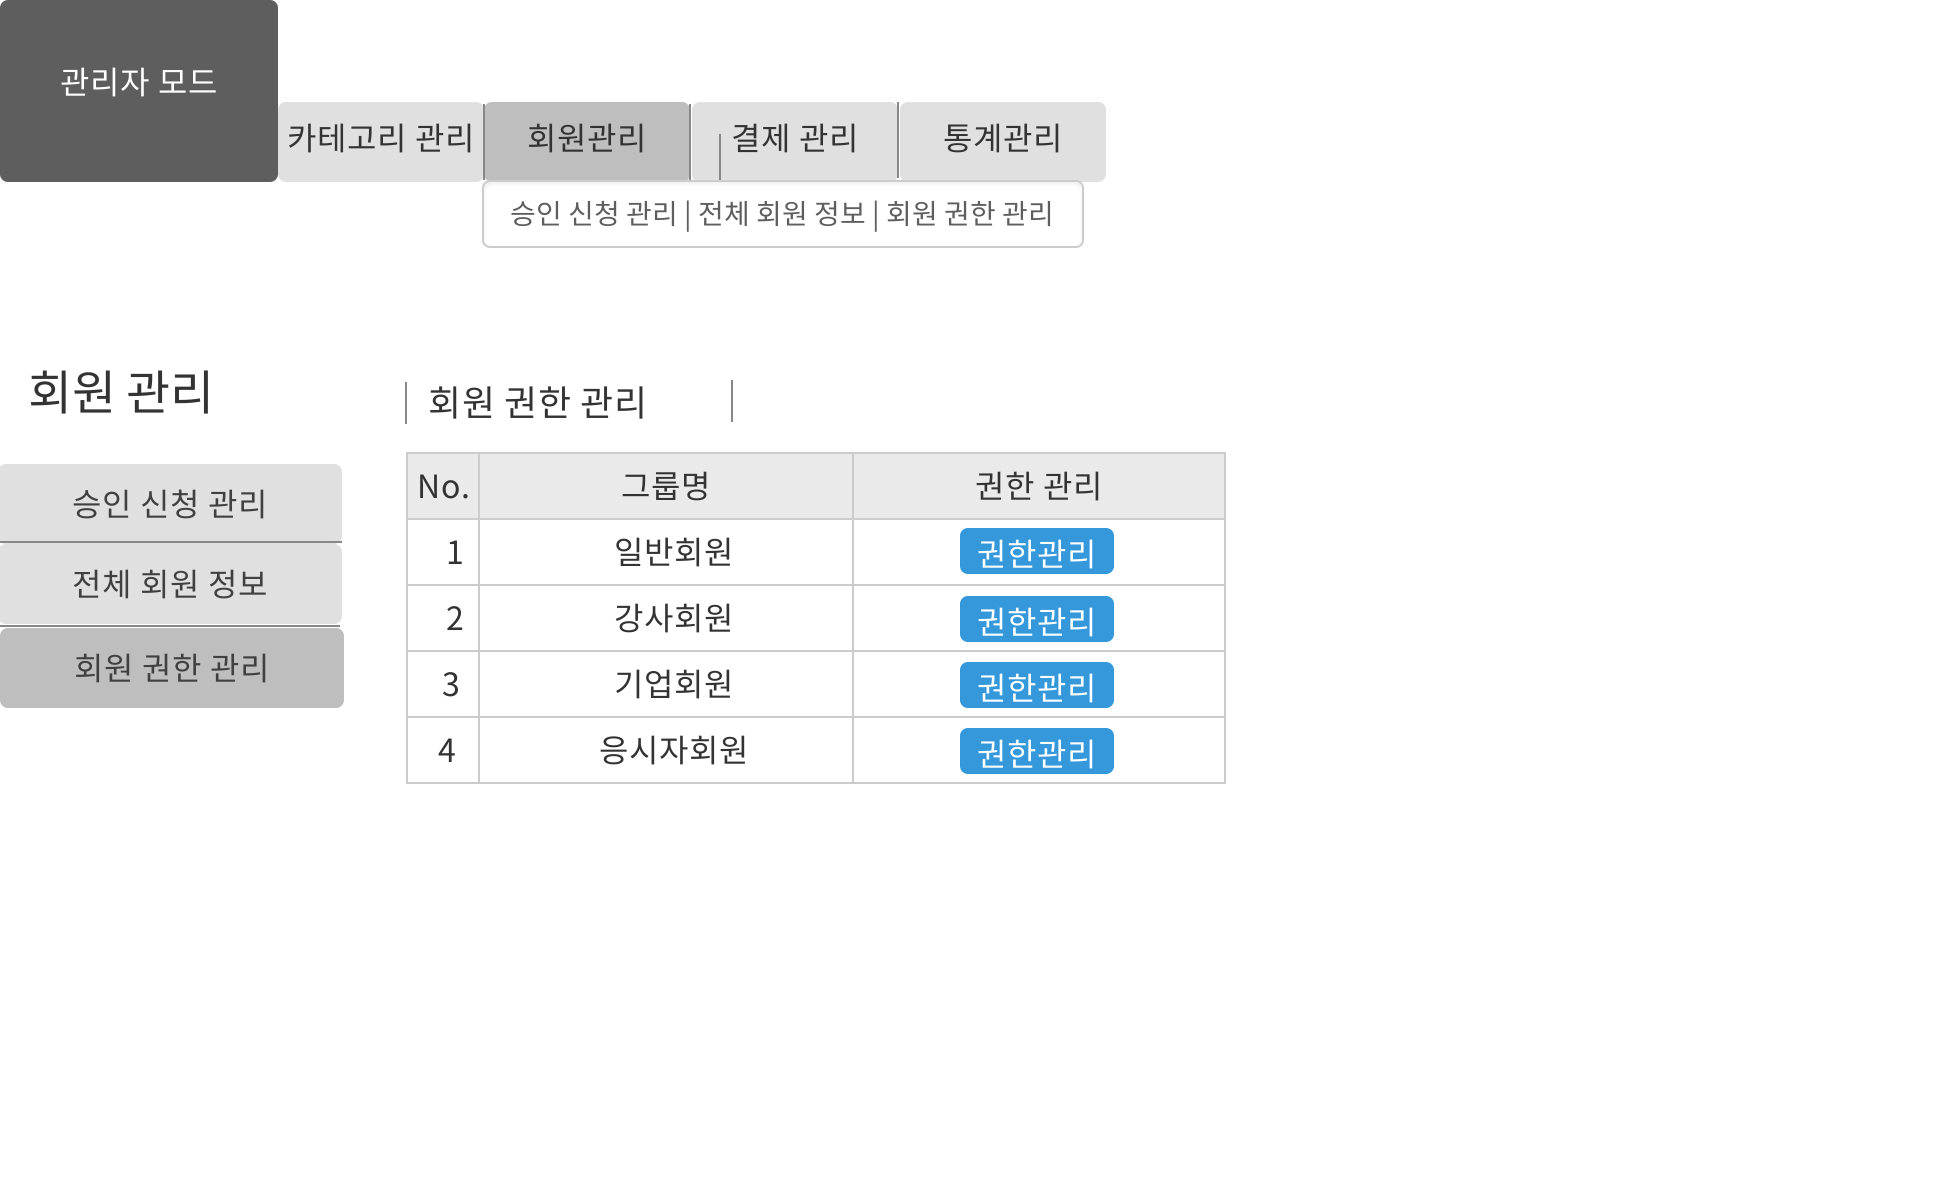 관리자 모드
카테고리 관리 회원관리 결제 관리 통계관리
승인 신청 관리 | 전체 회원 정보 | 회원 권한 관리
회원 관리
승인 신청 관리
전체 회원 정보
회원 권한 관리
회원 권한 관리
No. 그룹명 권한 관리
1 일반회원 권한관리
2 강사회원 권한관리
3 기업회원 권한관리
4 응시자회원 권한관리